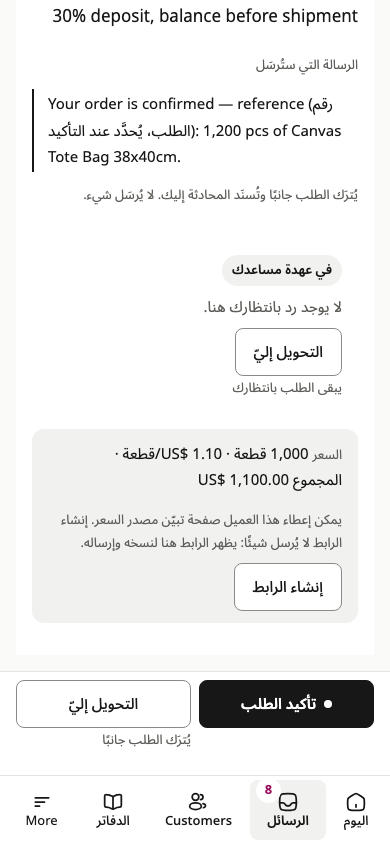 30% deposit, balance before shipment
الرسالة التي ستُرسَل
Your order is confirmed — reference (رقم
الطلب، يُحدَّد عند التأكيد): 1,200 pcs of Canvas
Tote Bag 38x40cm.
يُترَك الطلب جانبًا وتُسنَد المحادثة إليك. لا يُرسَل شيء.
في عهدة مساعدك
لا يوجد رد بانتظارك هنا.
التحويل إليّ
يبقى الطلب بانتظارك
السعر 1,000 قطعة · US$ 1.10/قطعة ·
المجموع US$ 1,100.00
يمكن إعطاء هذا العميل صفحة تبيّن مصدر السعر. إنشاء
الرابط لا يُرسل شيئًا: يظهر الرابط هنا لنسخه وإرساله.
إنشاء الرابط
تأكيد الطلب
التحويل إليّ
يُترَك الطلب جانبًا
اليوم
8
الرسائل
Customers
الدفاتر
More